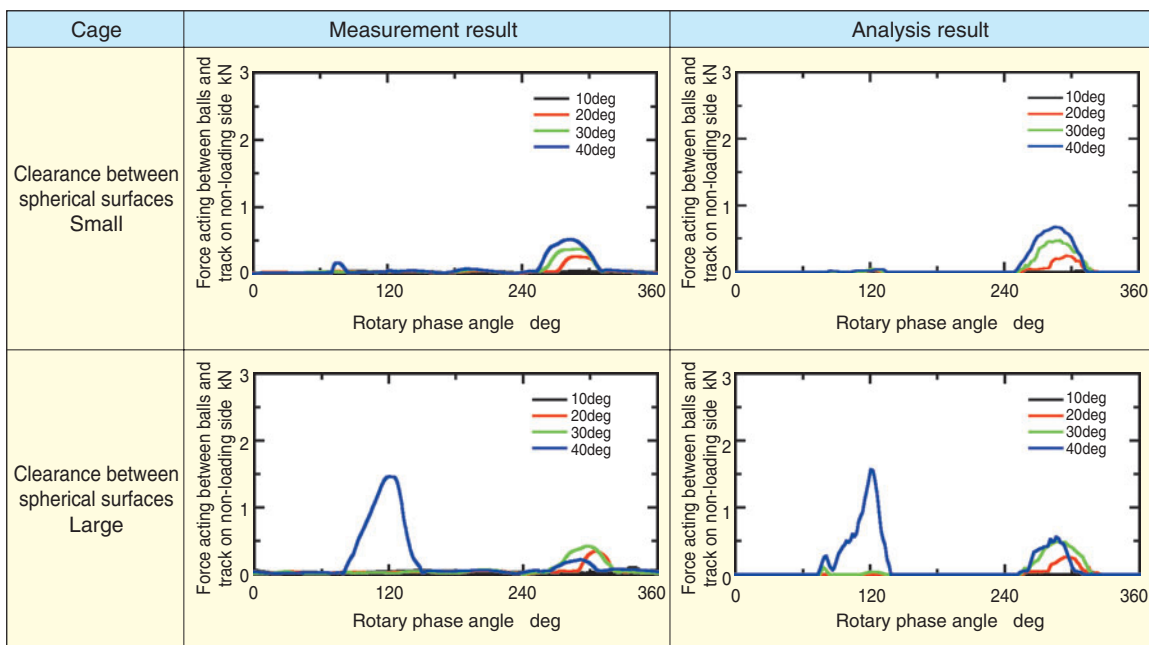 Cage
Measurement result
Analysis result
Clearance between
spherical surfaces
Small
Force acting between balls and
track on non-loading side kN
3
2
1
0
0
120
240
360
10deg
20deg
30deg
40deg
Rotary phase angle deg
Force acting between balls and
track on non-loading side kN
3
2
1
0
0
120
240
360
10deg
20deg
30deg
40deg
Rotary phase angle deg
Clearance between
spherical surfaces
Large
Force acting between balls and
track on non-loading side kN
3
2
1
0
0
120
240
360
10deg
20deg
30deg
40deg
Rotary phase angle deg
Force acting between balls and
track on non-loading side kN
3
2
1
0
0
120
240
360
10deg
20deg
30deg
40deg
Rotary phase angle deg